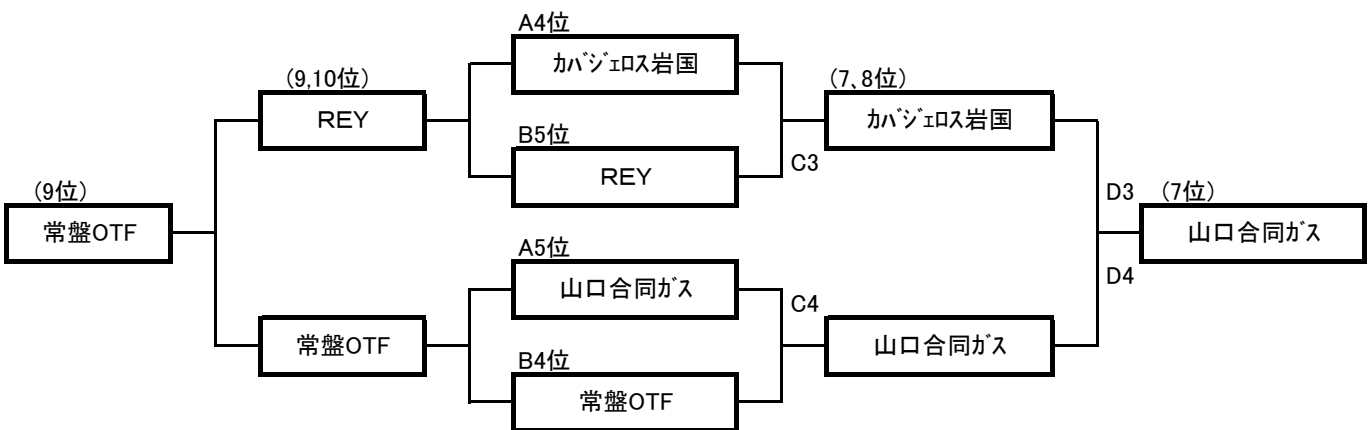 A4位
ｶﾊﾞｼﾞｪﾛｽ岩国
(9,10位)
(7、8位)
REY
ｶﾊﾞｼﾞｪﾛｽ岩国
B5位
C3
REY
(9位)
D3
(7位)
常盤OTF
山口合同ｶﾞｽ
A5位
D4
山口合同ｶﾞｽ
C4
常盤OTF
山口合同ｶﾞｽ
B4位
常盤OTF